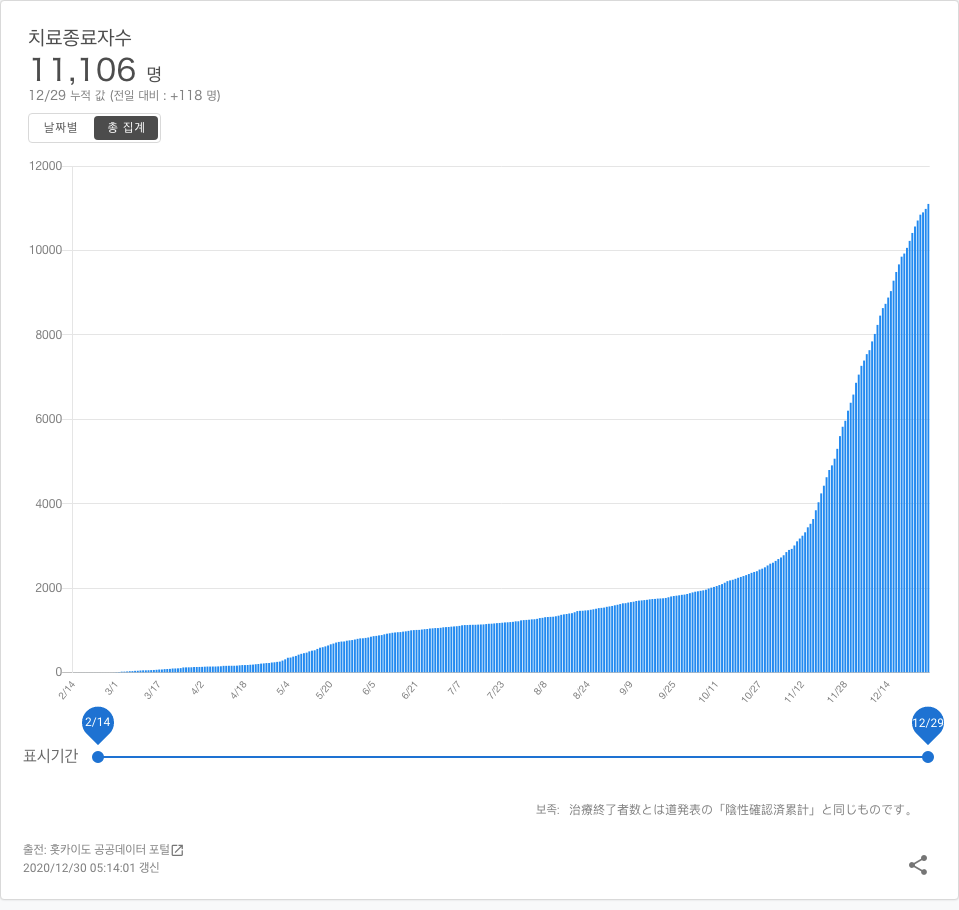 치료종료자수
11,106 명
12/29 누적 값 (전일 대비 : +118 명)
날짜별 총 집계
12000
10000
8000
6000
4000
2000
0
2/14 3/1 3/17 4/2 4/18 5/4 5/20 6/5 6/21 7/7 7/23 8/8 8/24 9/9 9/25 10/11 10/27 11/12 11/28 12/14
2/14 12/29
표시기간
보족: 治療終了者数とは道発表の「陰性確認済累計」と同じものです。
출전: 홋카이도 공공데이터 포털
2020/12/30 05:14:01 갱신